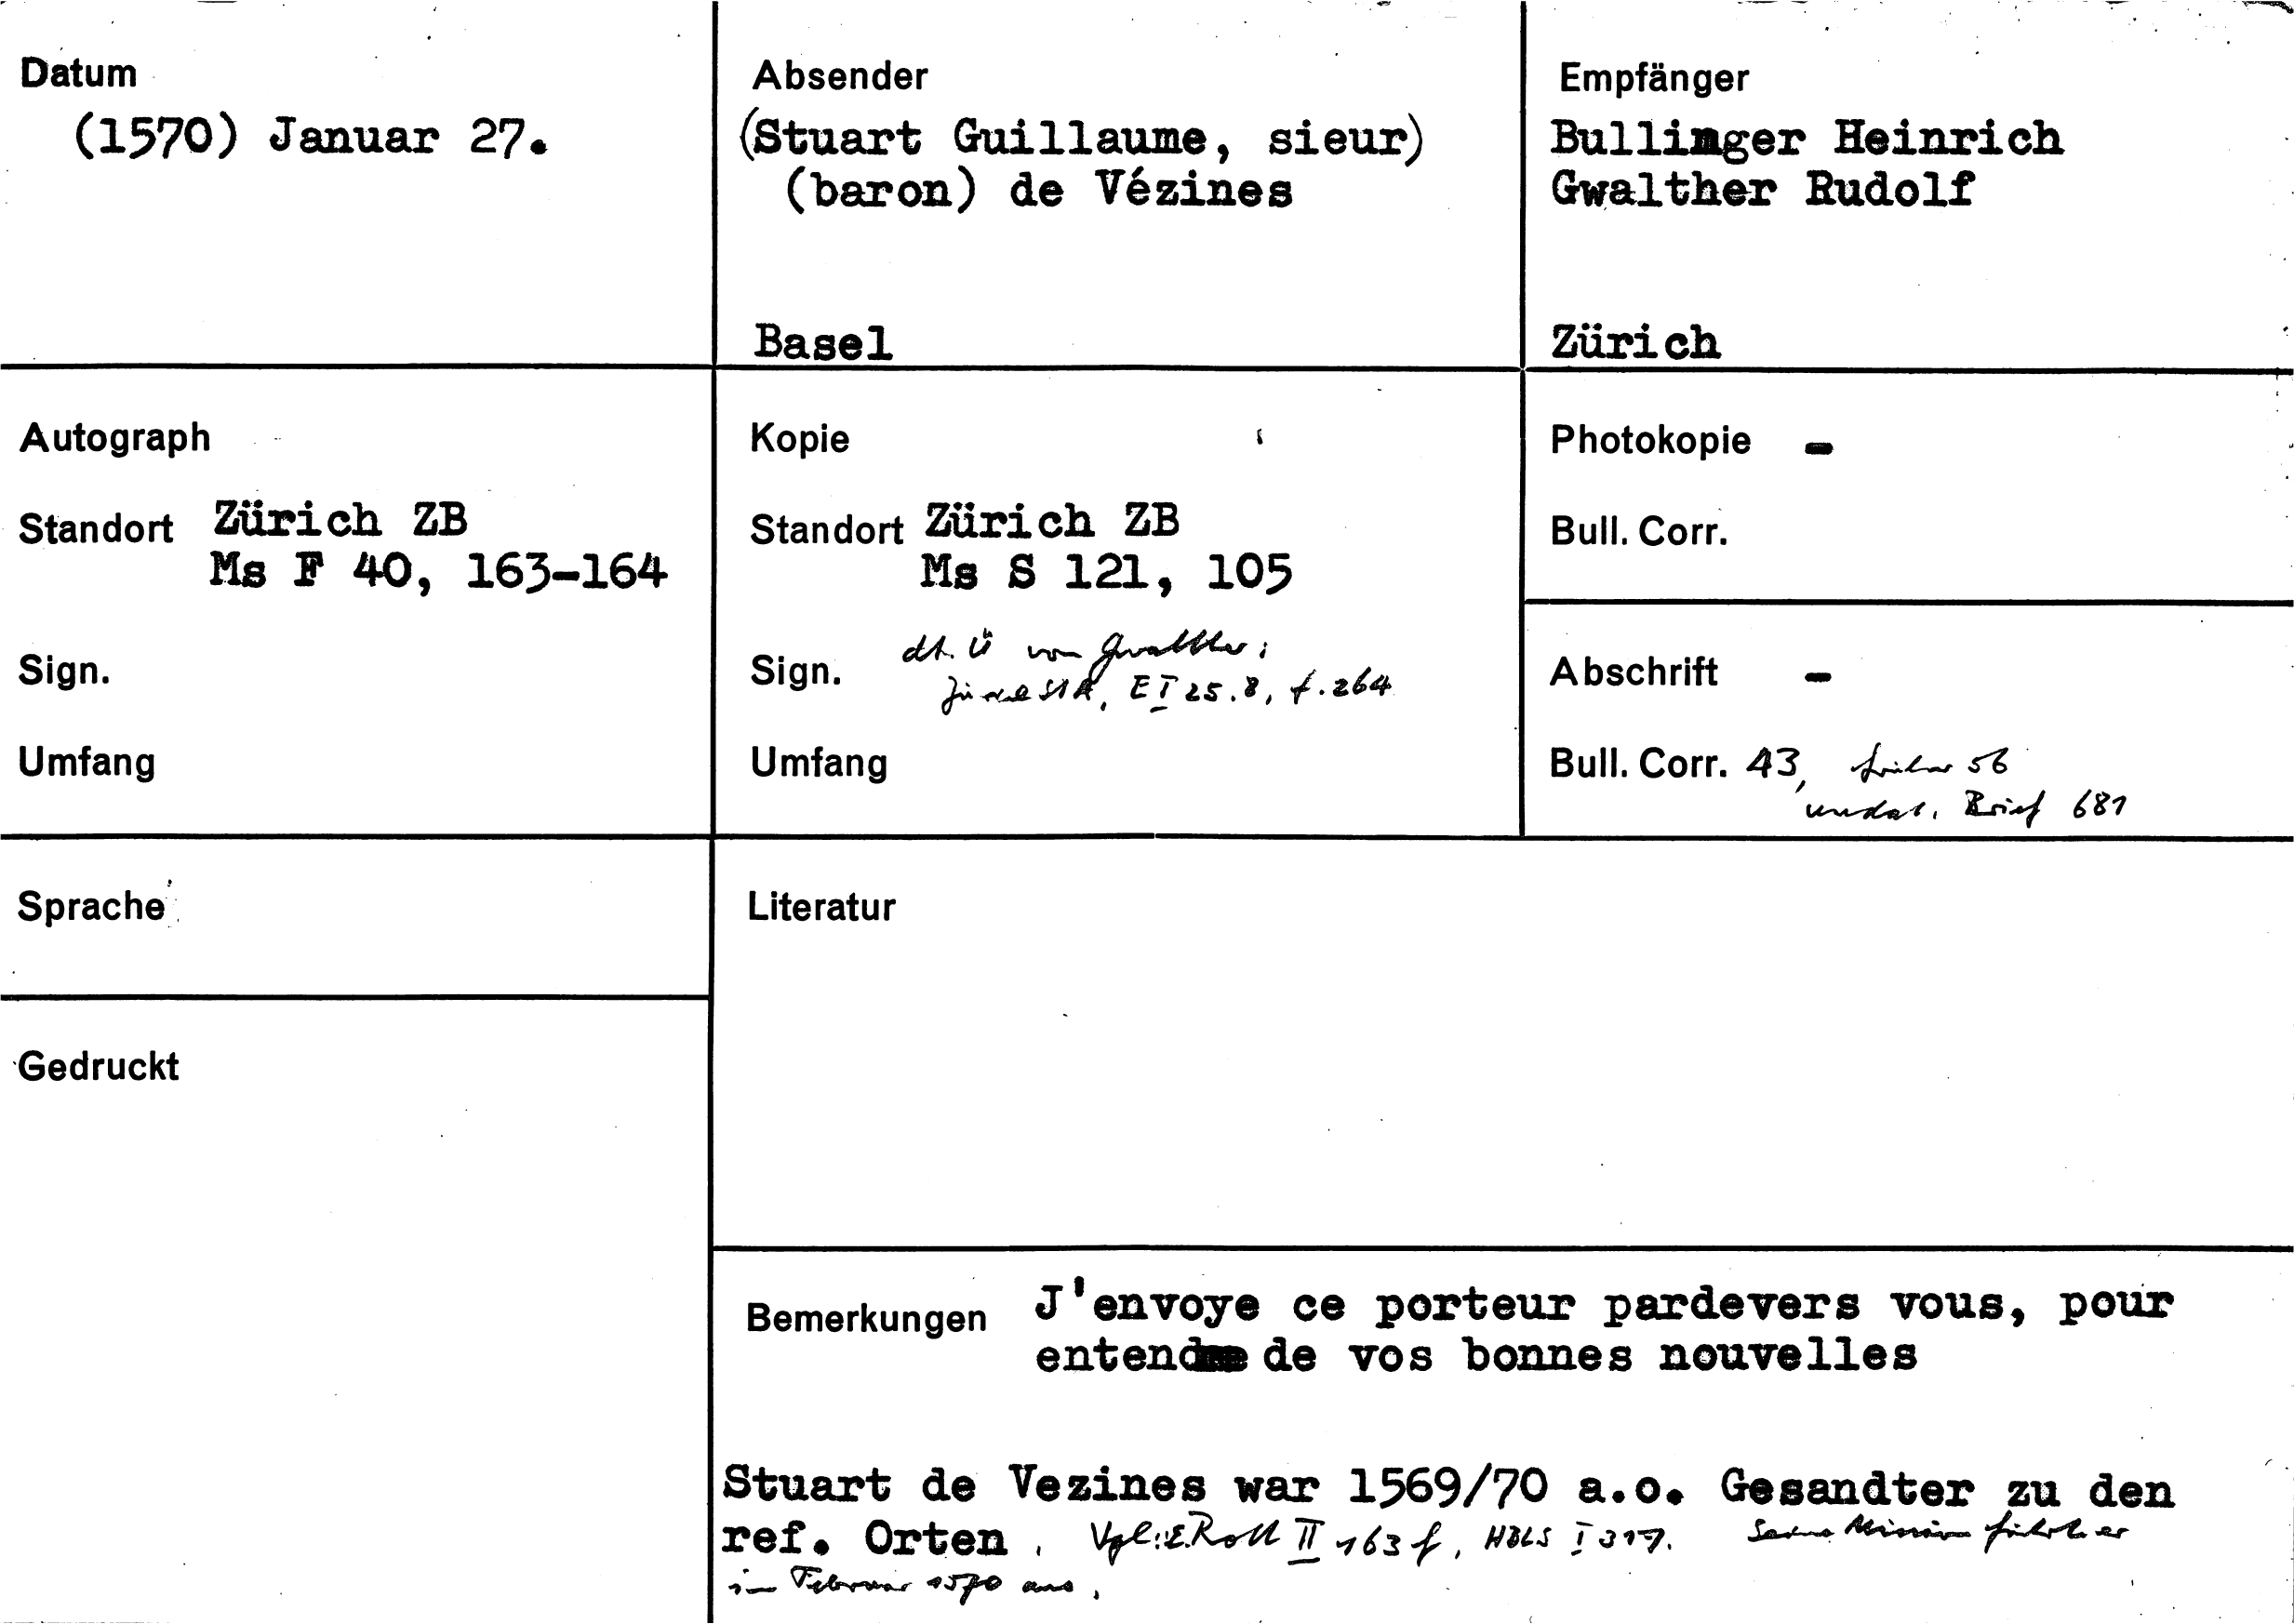 Datum
(1570) Januar 27.
Absender
(Stuart Guillaume, sieur)
(baron) de Vézines
Basel
Empfänger
Bullinger Heinrich
Gwalther Rudolf
Zürich
Autograph
Standort Zürich ZB
Ms F 40, 163-164
Sign.
Umfang
Kopie
Standort Zürich ZB
Ms S 121, 105
Sign. dt. Ü von Gwalther:
Zürich StA, E I 25.8, f. 264
Umfang
Photokopie -
Bull. Corr.
Abschrift -
Bull. Corr. 43, früher 56
undat. Brief 681
Sprache
Gedruckt
Literatur
Bemerkungen J'envoye ce porteur pardevers vous, pour
entendre de vos bonnes nouvelles
Stuart de Vezines war 1569/70 a.o. Gesandter zu den
ref. Orten. Vgl. E. Rott II 163 f, HBLS I 317. Seine Mission führte er
im Februar 1570 aus.